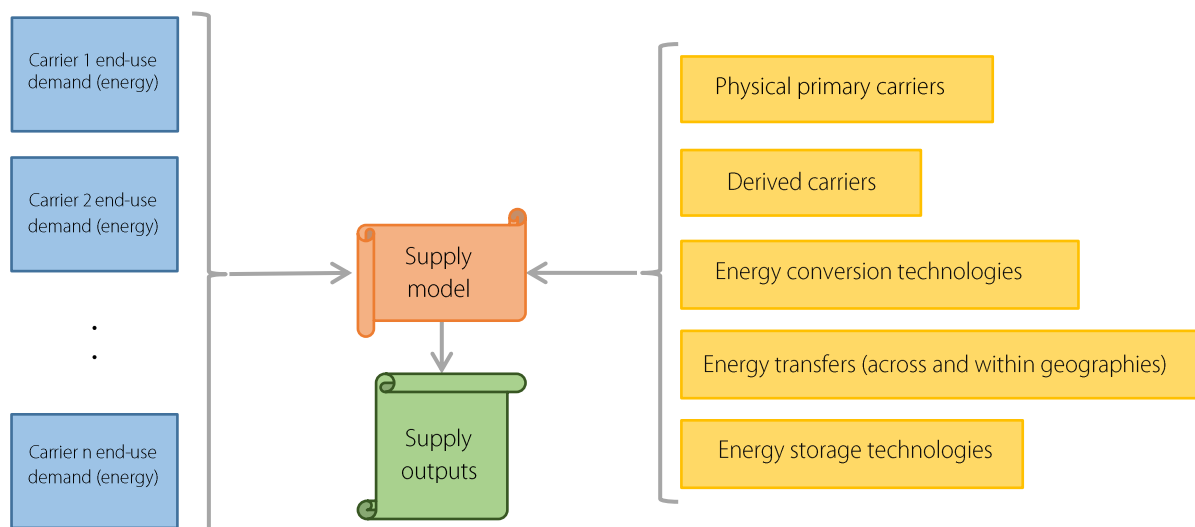 Carrier 1 end-use
demand (energy)
Carrier 2 end-use
demand (energy)
.
.
Carrier n end-use
demand (energy)
Supply
model
Supply
outputs
Physical primary carriers
Derived carriers
Energy conversion technologies
Energy transfers (across and within geographies)
Energy storage technologies